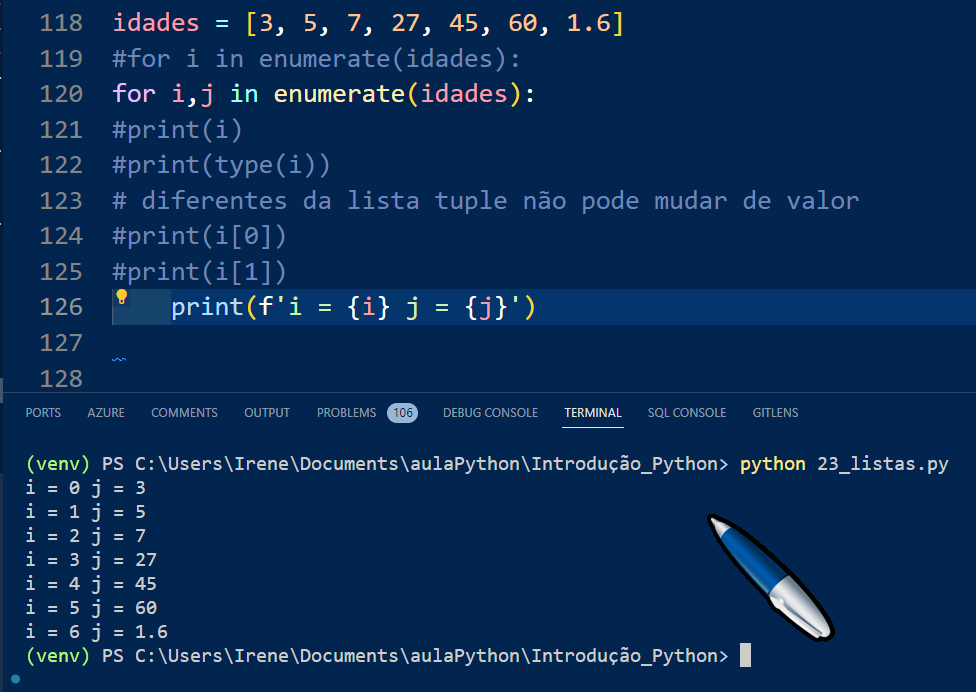 118 idades = [3, 5, 7, 27, 45, 60, 1.6]
119 #for i in enumerate(idades):
120 for i,j in enumerate(idades):
121 #print(i)
122 #print(type(i))
123 # diferentes da lista tuple não pode mudar de valor
124 #print(i[0])
125 #print(i[1])
126     print(f'i = {i} j = {j}')
127
128
PORTS AZURE COMMENTS OUTPUT PROBLEMS 106 DEBUG CONSOLE TERMINAL SQL CONSOLE GITLENS
(venv) PS C:\Users\Irene\Documents\aulaPython\Introdução_Python> python 23_listas.py
i = 0 j = 3
i = 1 j = 5
i = 2 j = 7
i = 3 j = 27
i = 4 j = 45
i = 5 j = 60
i = 6 j = 1.6
(venv) PS C:\Users\Irene\Documents\aulaPython\Introdução_Python>